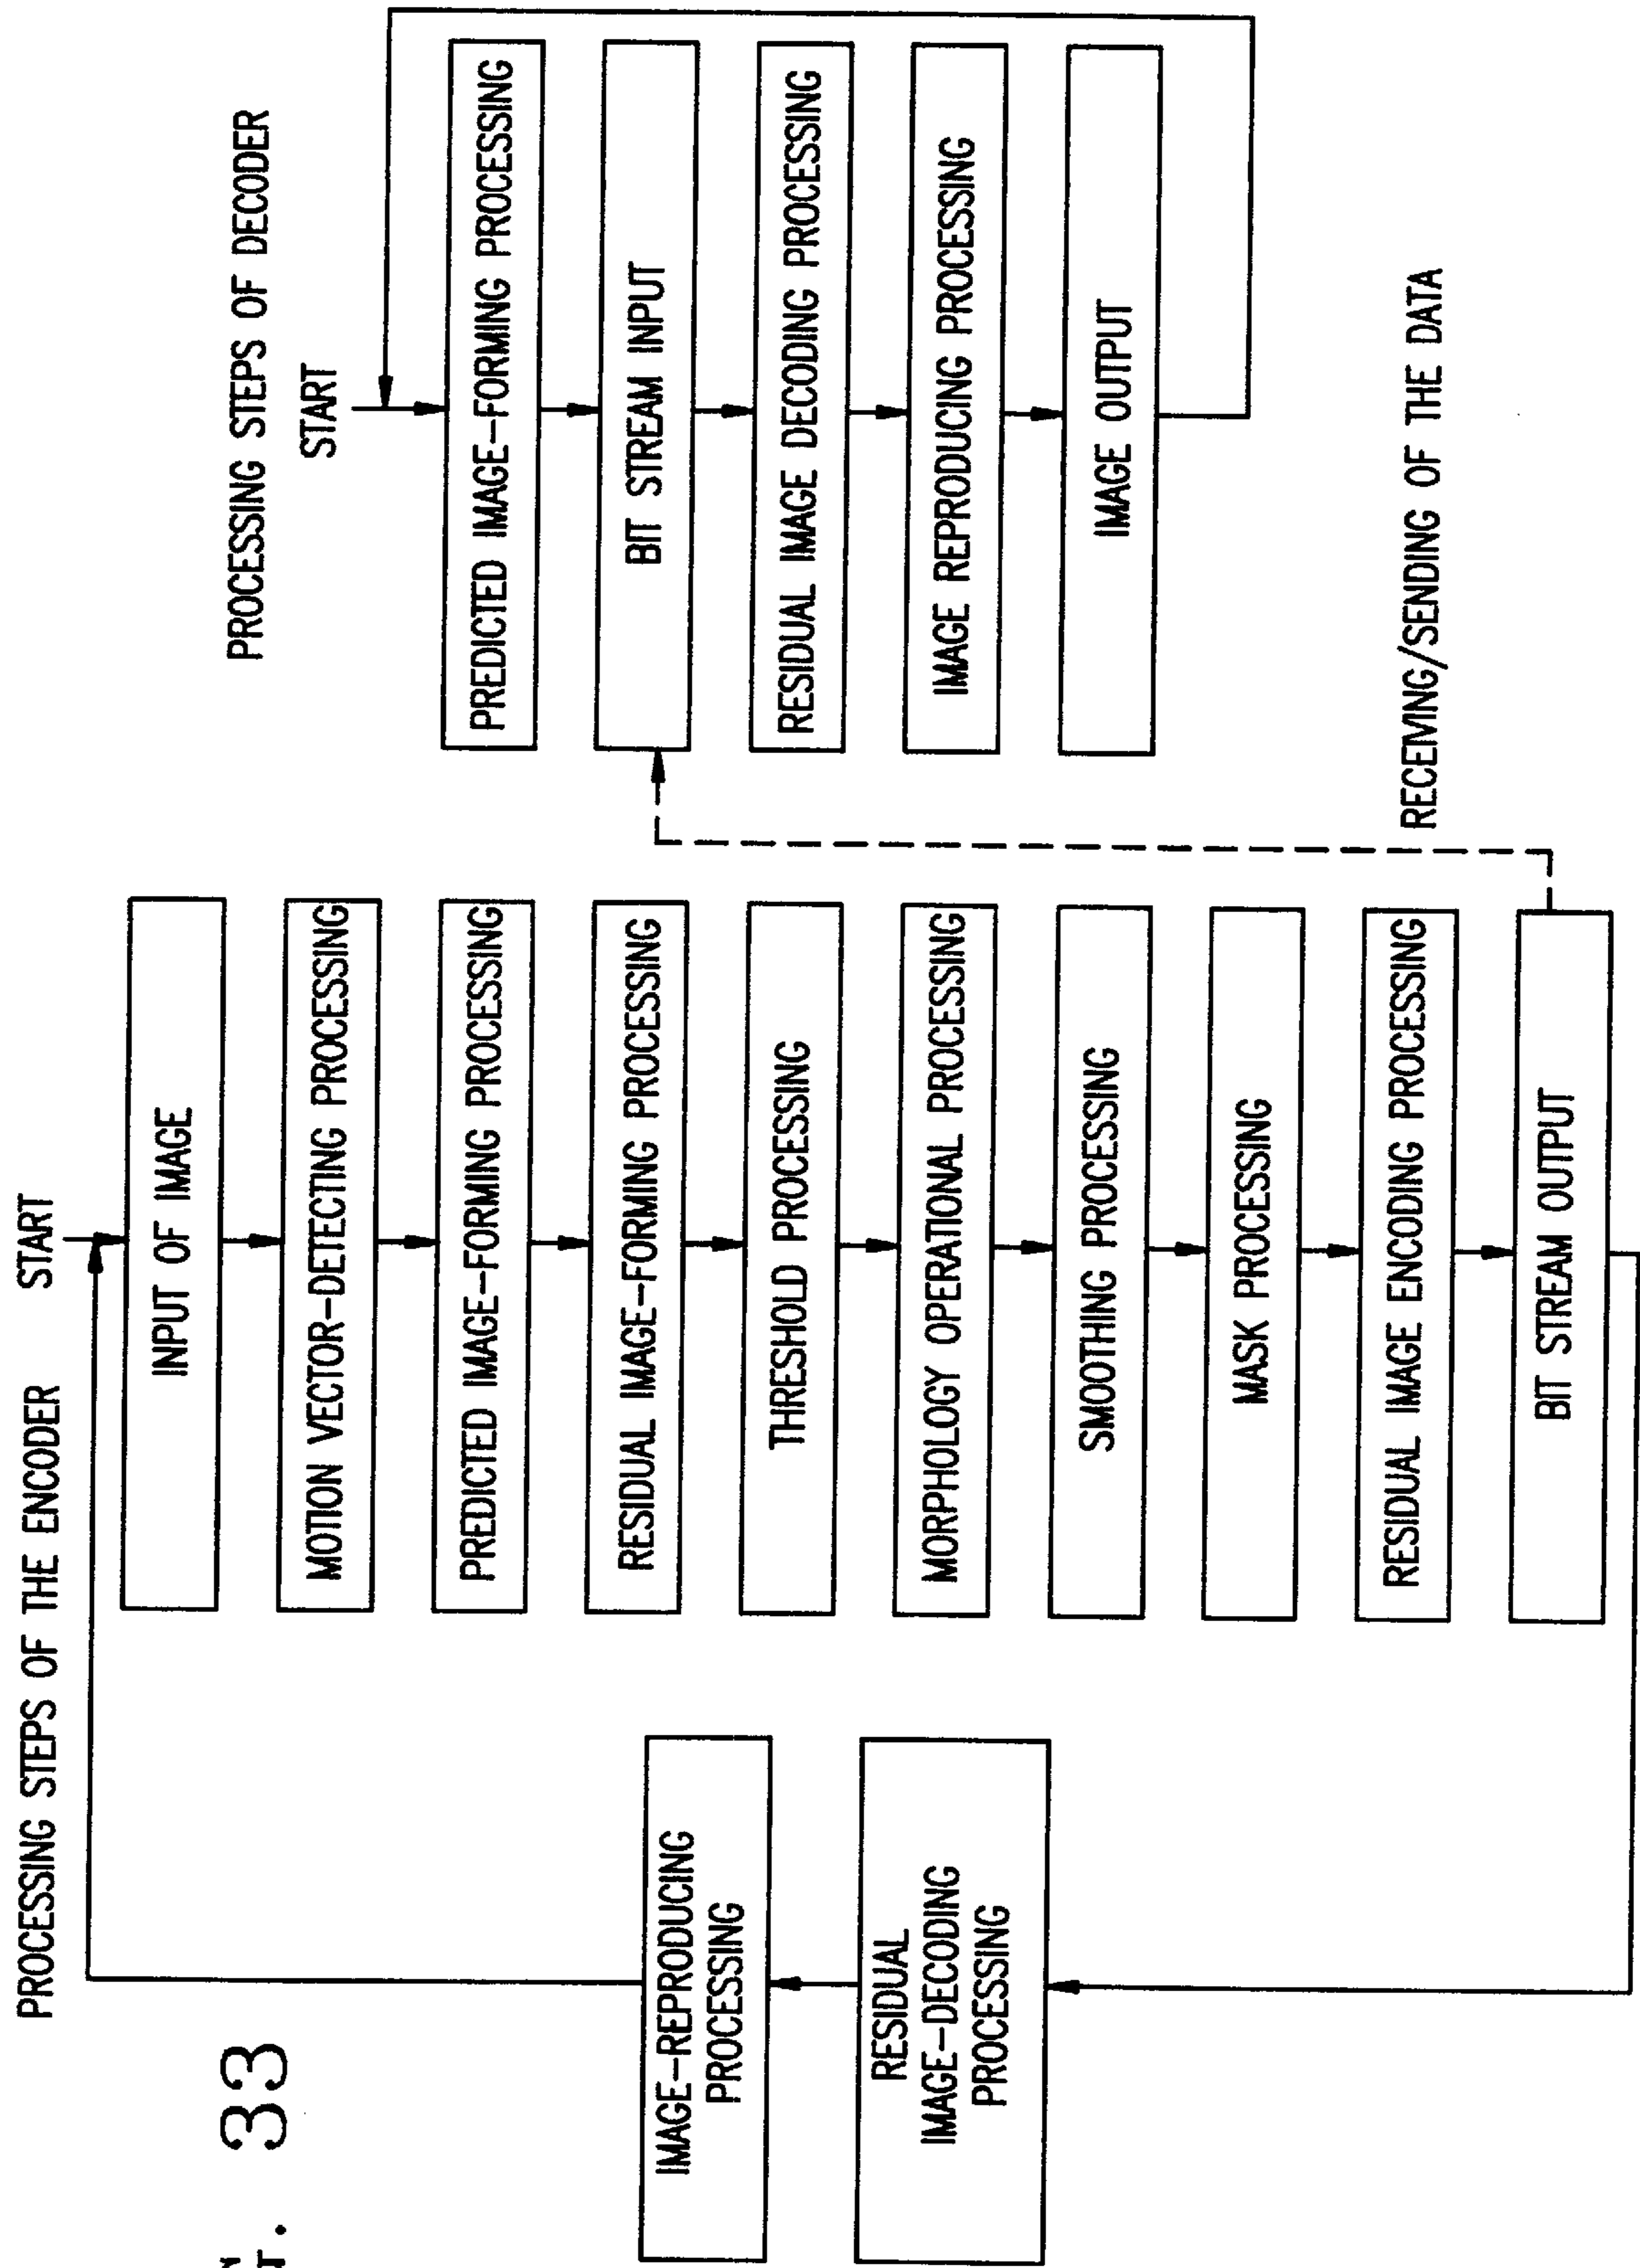 33
PROCESSING STEPS OF THE ENCODER
START
INPUT OF IMAGE
MOTION VECTOR-DETECTING PROCESSING
PREDICTED IMAGE-FORMING PROCESSING
RESIDUAL IMAGE-FORMING PROCESSING
THRESHOLD PROCESSING
MORPHOLOGY OPERATIONAL PROCESSING
SMOOTHING PROCESSING
MASK PROCESSING
RESIDUAL IMAGE ENCODING PROCESSING
BIT STREAM OUTPUT
IMAGE-REPRODUCING
PROCESSING
RESIDUAL
IMAGE-DECODING
PROCESSING
PROCESSING STEPS OF DECODER
START
PREDICTED IMAGE-FORMING PROCESSING
BIT STREAM INPUT
RESIDUAL IMAGE DECODING PROCESSING
IMAGE REPRODUCING PROCESSING
IMAGE OUTPUT
RECEIVING/SENDING OF THE DATA